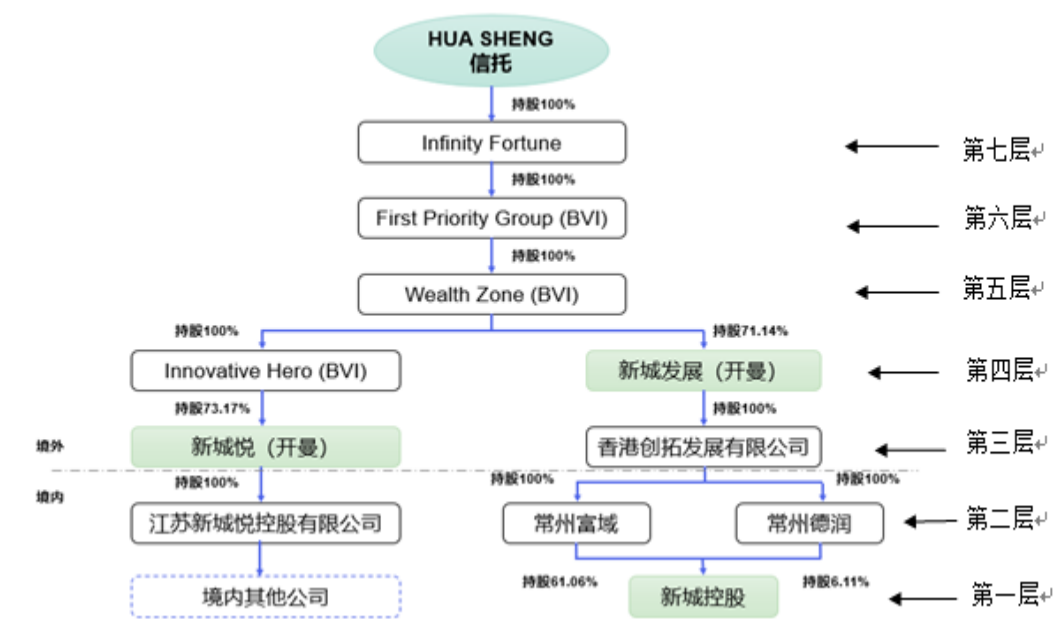 HUA SHENG
信托
持股100%
Infinity Fortune
第七层
持股100%
First Priority Group (BVI)
第六层
持股100%
Wealth Zone (BVI)
第五层
持股100%
持股71.14%
Innovative Hero (BVI)
新城发展（开曼）
第四层
持股73.17%
持股100%
境外
新城悦（开曼）
香港创拓发展有限公司
第三层
境内
持股100%
持股100%
持股100%
江苏新城悦控股有限公司
常州富域
常州德润
第二层
持股61.06%
持股6.11%
境内其他公司
新城控股
第一层